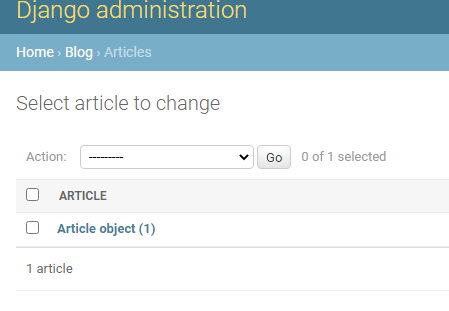 Django administration
Home › Blog › Articles
Select article to change
Action: --------- Go 0 of 1 selected
ARTICLE
Article object (1)
1 article